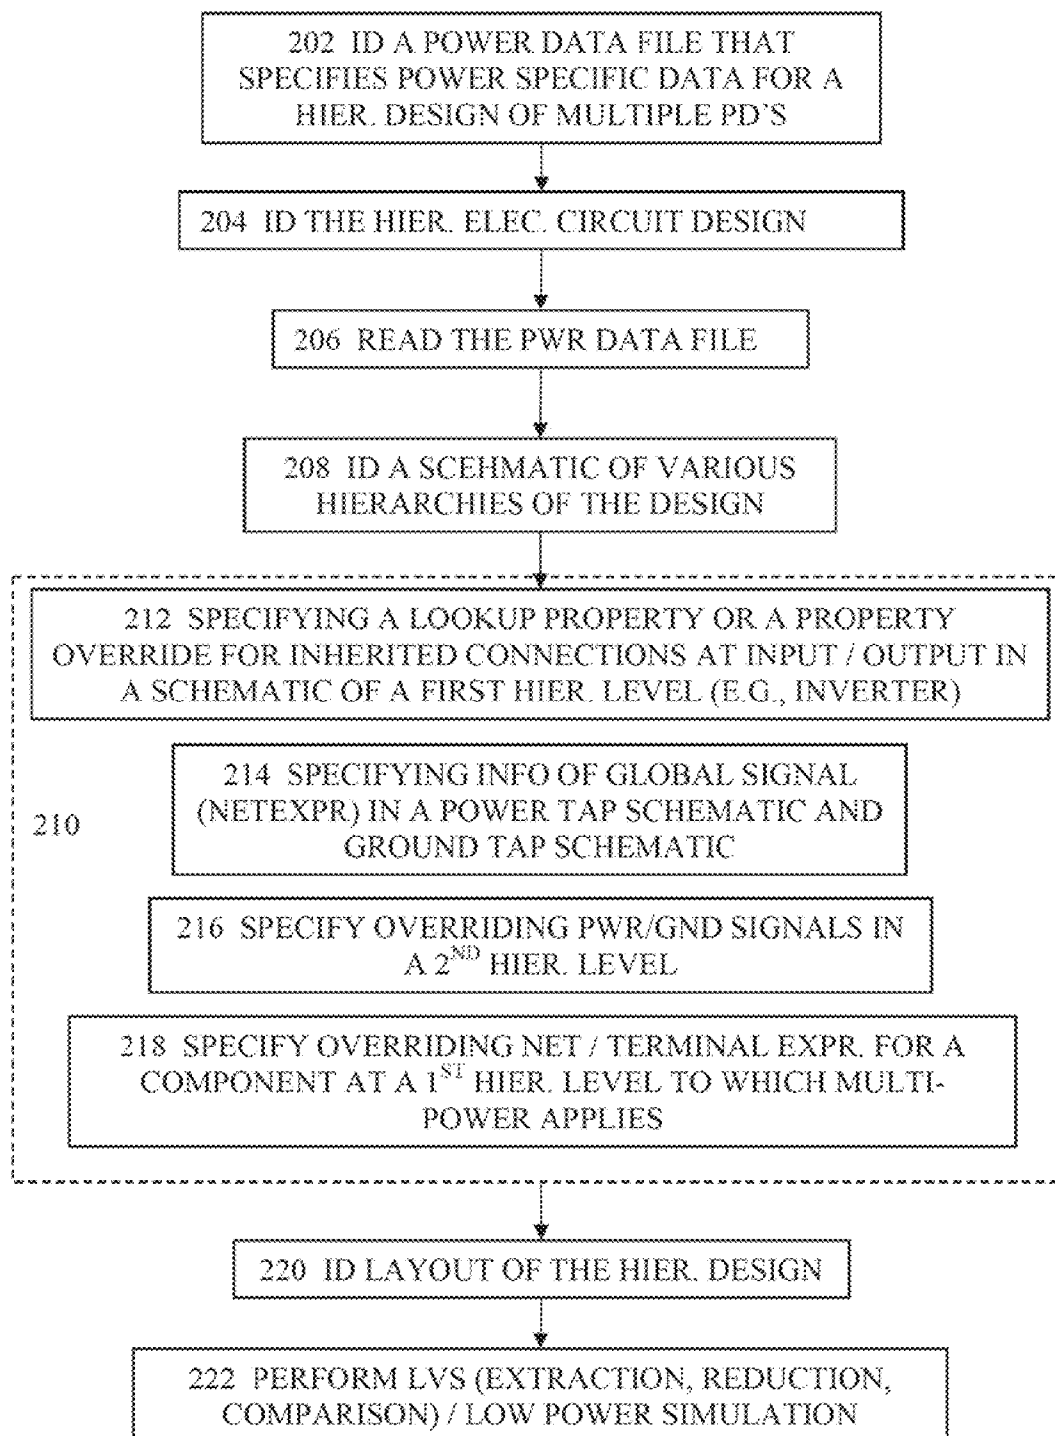 202 ID A POWER DATA FILE THAT
SPECIFIES POWER SPECIFIC DATA FOR A
HIER. DESIGN OF MULTIPLE PD'S
204 ID THE HIER. ELEC. CIRCUIT DESIGN
206 READ THE PWR DATA FILE
208 ID A SCEHMATIC OF VARIOUS
HIERARCHIES OF THE DESIGN
212 SPECIFYING A LOOKUP PROPERTY OR A PROPERTY
OVERRIDE FOR INHERITED CONNECTIONS AT INPUT / OUTPUT IN
A SCHEMATIC OF A FIRST HIER. LEVEL (E.G., INVERTER)
214 SPECIFYING INFO OF GLOBAL SIGNAL
(NETEXPR) IN A POWER TAP SCHEMATIC AND
GROUND TAP SCHEMATIC
210
216 SPECIFY OVERRIDING PWR/GND SIGNALS IN
A 2ND HIER. LEVEL
218 SPECIFY OVERRIDING NET / TERMINAL EXPR. FOR A
COMPONENT AT A 1ST HIER. LEVEL TO WHICH MULTI-
POWER APPLIES
220 ID LAYOUT OF THE HIER. DESIGN
222 PERFORM LVS (EXTRACTION, REDUCTION,
COMPARISON) / LOW POWER SIMULATION